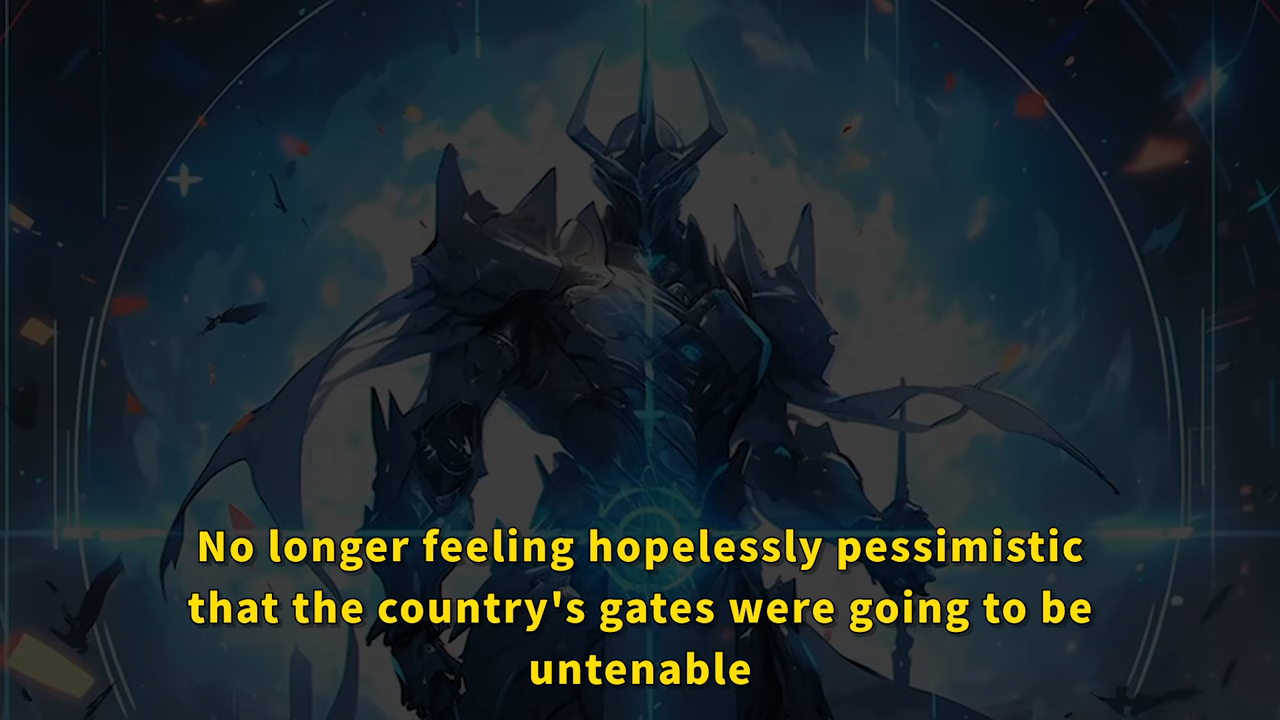 No longer feeling hopelessly pessimistic
that the country's gates were going to be
untenable